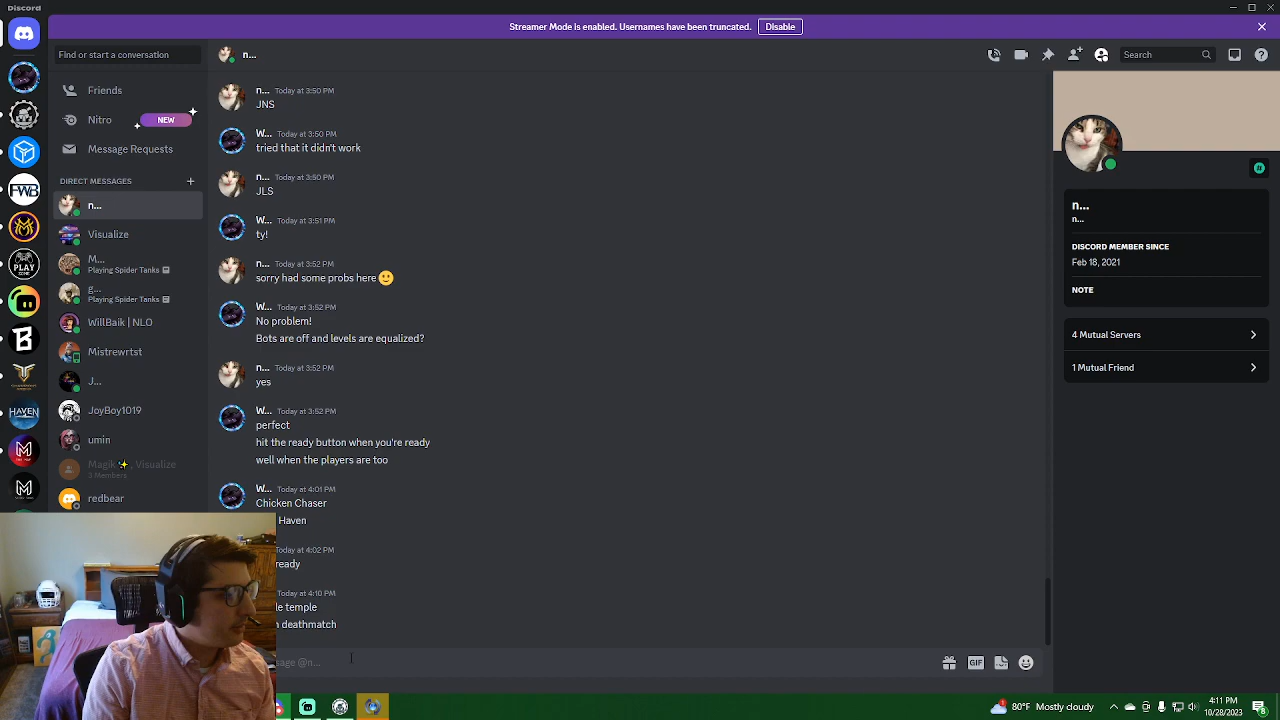 Discord
Streamer Mode is enabled. Usernames have been truncated.
Disable
Find or start a conversation
n...
Search
Friends
Nitro
NEW
Message Requests
DIRECT MESSAGES
n...
Visualize
M...
Playing Spider Tanks
g...
Playing Spider Tanks
WillBaik | NLO
Mistrewrtst
J...
JoyBoy1019
umin
Magik ✨, Visualize
3 Members
redbear
FWB
PLAY
ZONE
HAVEN
n... Today at 3:50 PM
JNS
W... Today at 3:50 PM
tried that it didn't work
n... Today at 3:50 PM
JLS
W... Today at 3:51 PM
ty!
n... Today at 3:52 PM
sorry had some probs here 🙂
W... Today at 3:52 PM
No problem!
Bots are off and levels are equalized?
n... Today at 3:52 PM
yes
W... Today at 3:52 PM
perfect
hit the ready button when you're ready
well when the players are too
W... Today at 4:01 PM
Chicken Chaser
Haven
Today at 4:02 PM
ready
Today at 4:10 PM
temple
deathmatch
@n...
GIF
n...
n...
DISCORD MEMBER SINCE
Feb 18, 2021
NOTE
4 Mutual Servers
1 Mutual Friend
80°F Mostly cloudy
4:11 PM
10/28/2023